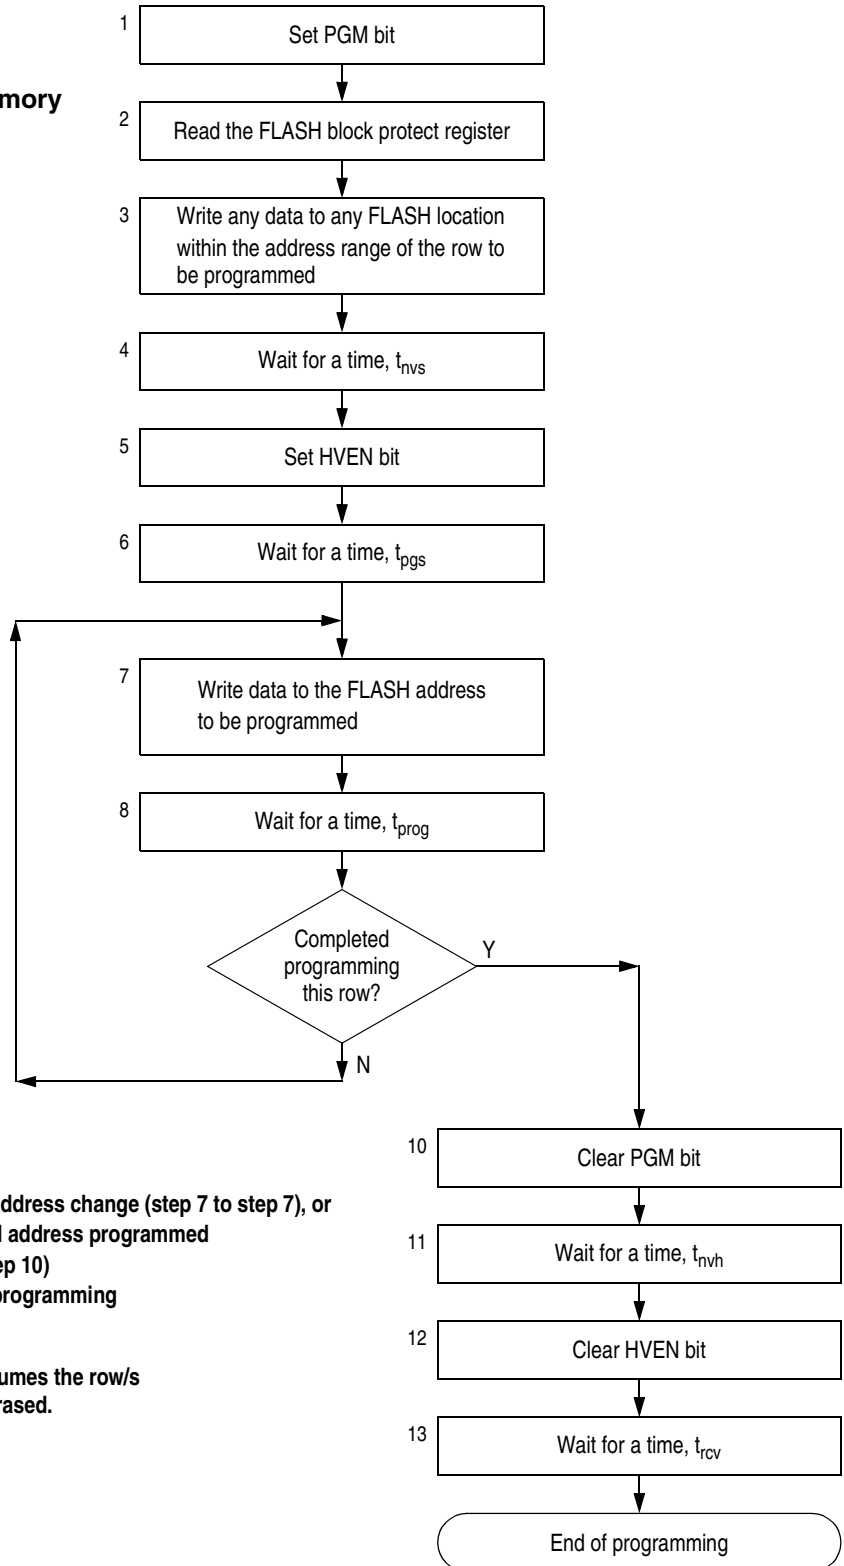 1
Set PGM bit
mory
2
Read the FLASH block protect register
3
Write any data to any FLASH location
within the address range of the row to
be programmed
4
Wait for a time, tnvs
5
Set HVEN bit
6
Wait for a time, tpgs
7
Write data to the FLASH address
to be programmed
8
Wait for a time, tprog
Completed
programming
this row?
Y
N
10
Clear PGM bit
ddress change (step 7 to step 7), or
address programmed
ep 10)
programming
11
Wait for a time, tnvh
12
Clear HVEN bit
umes the row/s
rased.
13
Wait for a time, trcv
End of programming